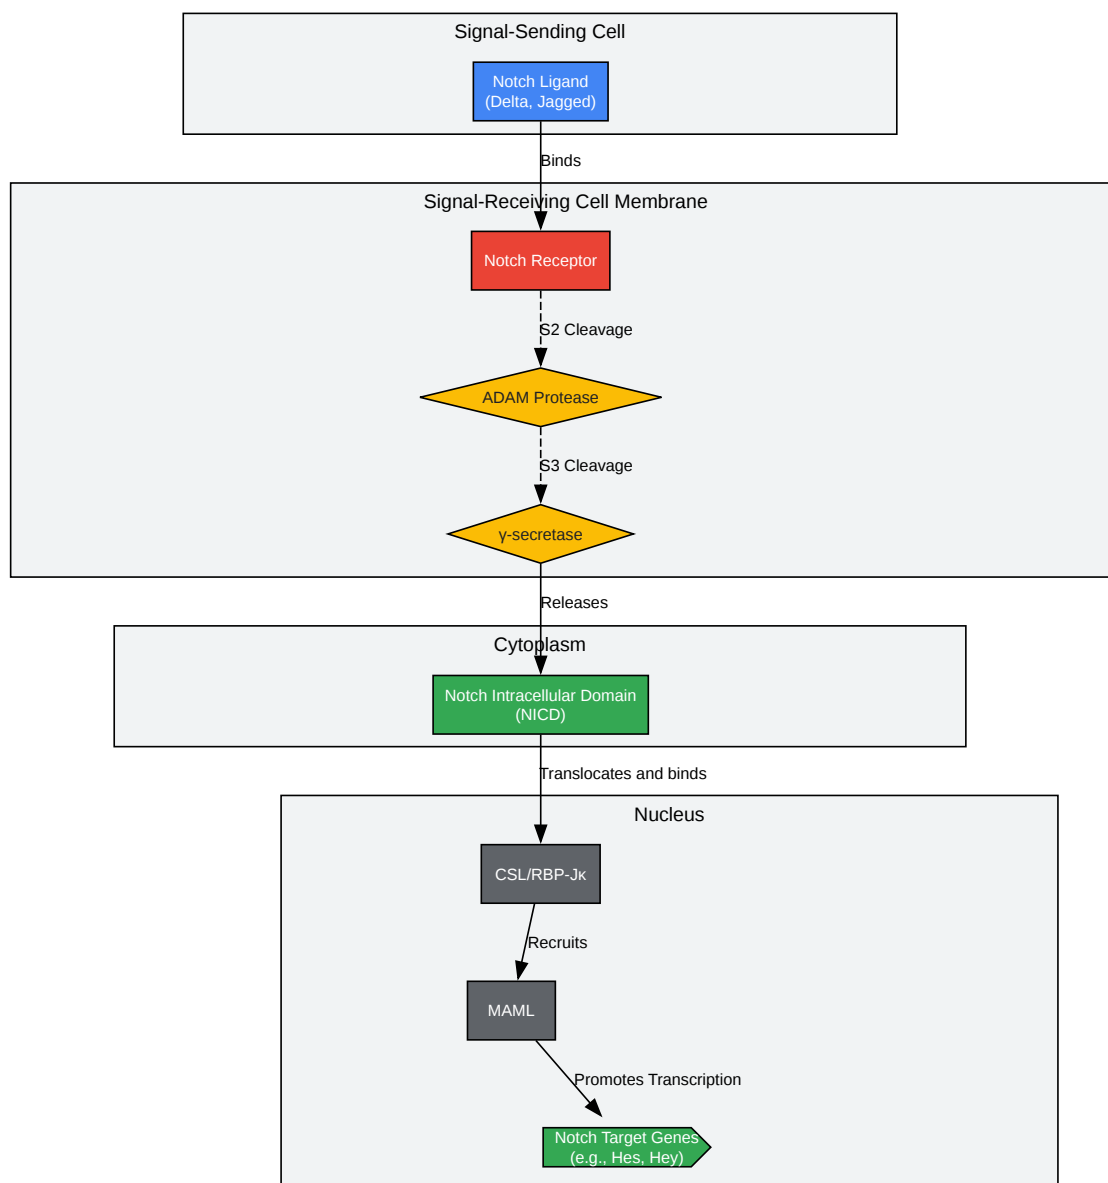 Signal-Sending Cell
Notch Ligand
(Delta, Jagged)
Binds
Signal-Receiving Cell Membrane
Notch Receptor
S2 Cleavage
ADAM Protease
S3 Cleavage
γ-secretase
Releases
Cytoplasm
Notch Intracellular Domain
(NICD)
Translocates and binds
Nucleus
CSL/RBP-Jκ
Recruits
MAML
Promotes Transcription
Notch Target Genes
(e.g., Hes, Hey)